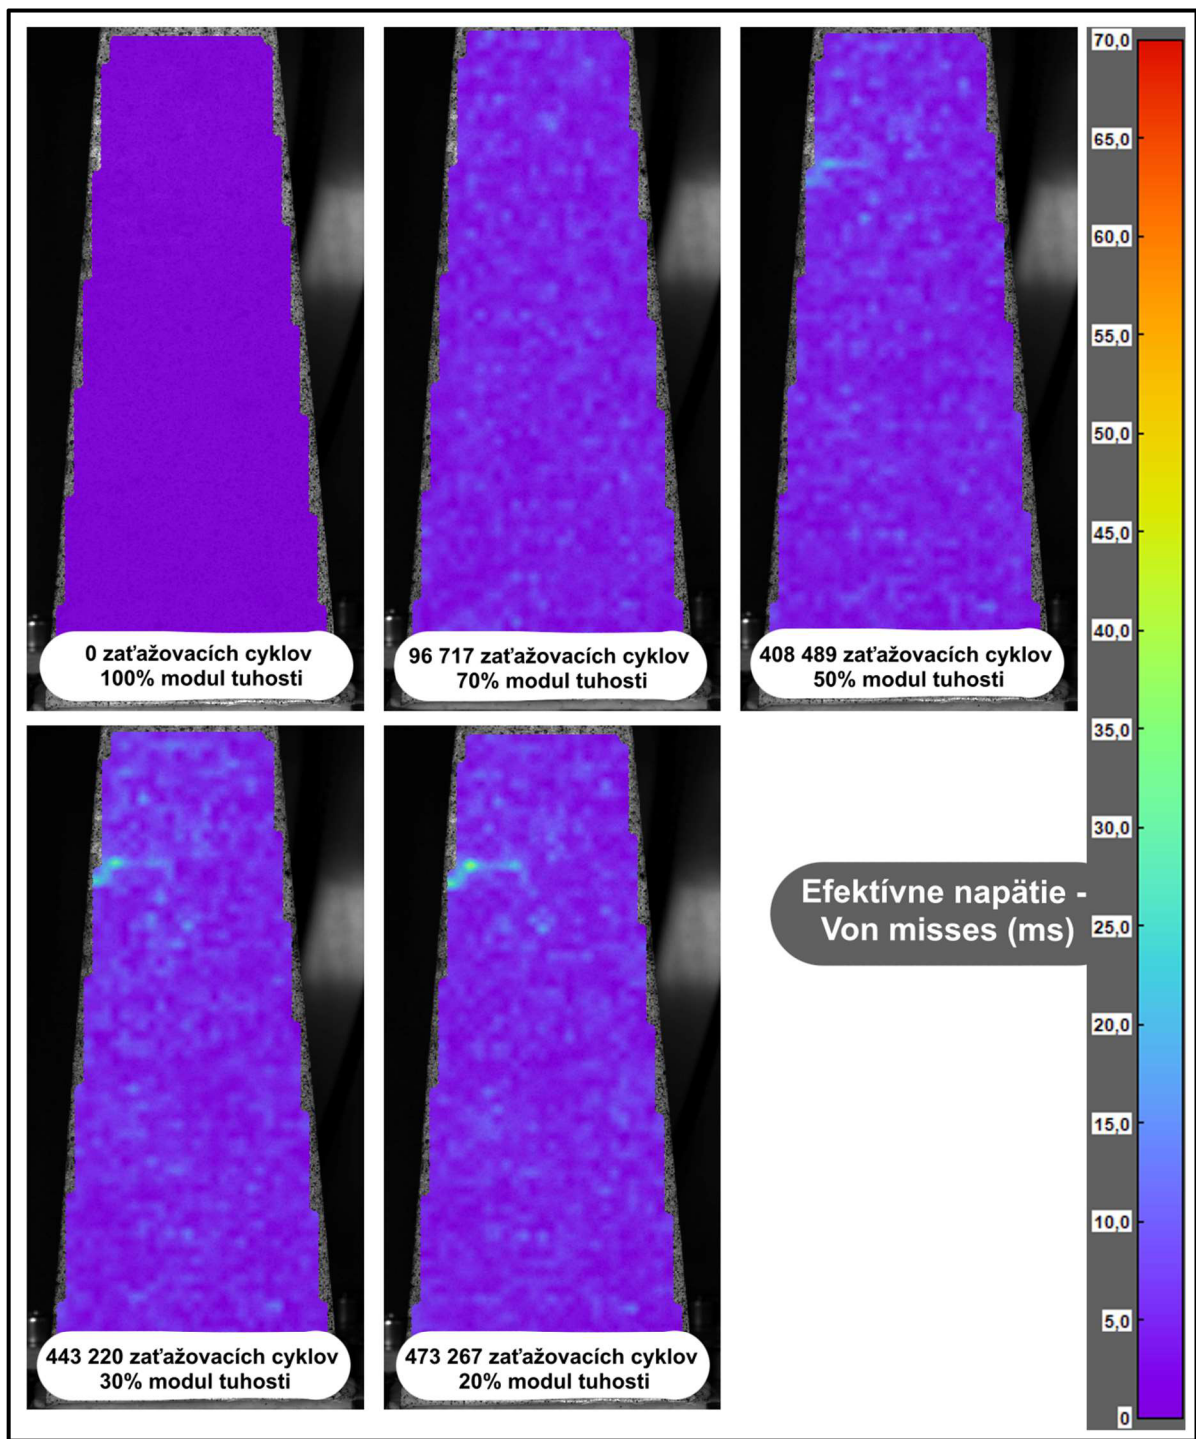 0 zaťažovacích cyklov
100% modul tuhosti
96 717 zaťažovacích cyklov
70% modul tuhosti
408 489 zaťažovacích cyklov
50% modul tuhosti
443 220 zaťažovacích cyklov
30% modul tuhosti
473 267 zaťažovacích cyklov
20% modul tuhosti
Efektívne napätie -
Von misses (ms)
70,0
65,0
60,0
55,0
50,0
45,0
40,0
35,0
30,0
25,0
20,0
15,0
10,0
5,0
0